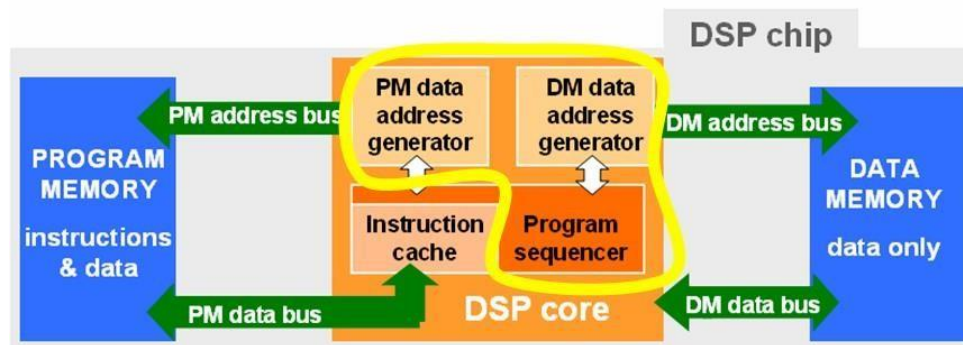 DSP chip
PM data
address
generator
DM data
address
generator
PM address bus
DM address bus
PROGRAM
MEMORY
instructions
& data
DATA
MEMORY
data only
Instruction
cache
Program
sequencer
DSP core
PM data bus
DM data bus